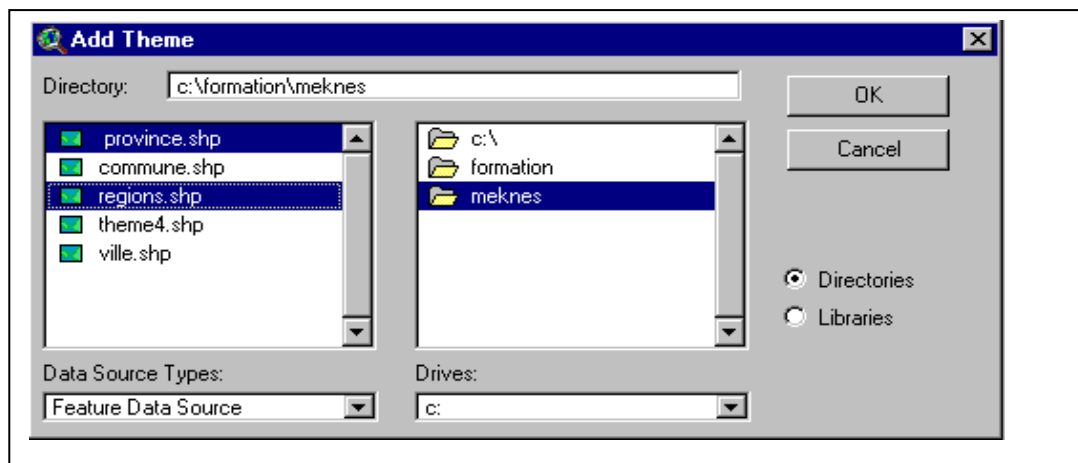 Add Theme
Directory: c:\formation\meknes
OK
Cancel
province.shp
commune.shp
regions.shp
theme4.shp
ville.shp
c:\
formation
meknes
Directories
Libraries
Data Source Types:
Feature Data Source
Drives:
c: